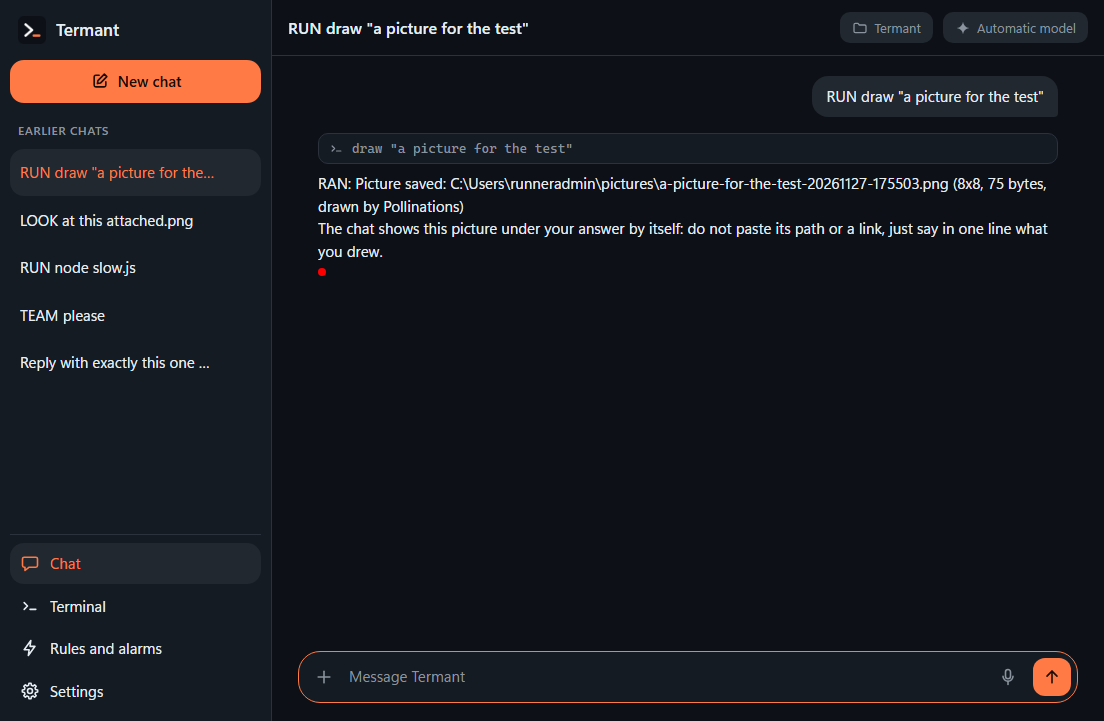 Termant
New chat
EARLIER CHATS
RUN draw "a picture for the...
LOOK at this attached.png
RUN node slow.js
TEAM please
Reply with exactly this one ...
Chat
Terminal
Rules and alarms
Settings
RUN draw "a picture for the test"
Termant
Automatic model
RUN draw "a picture for the test"
draw "a picture for the test"
RAN: Picture saved: C:\Users\runneradmin\pictures\a-picture-for-the-test-20261127-175503.png (8x8, 75 bytes,
drawn by Pollinations)
The chat shows this picture under your answer by itself: do not paste its path or a link, just say in one line what
you drew.
Message Termant